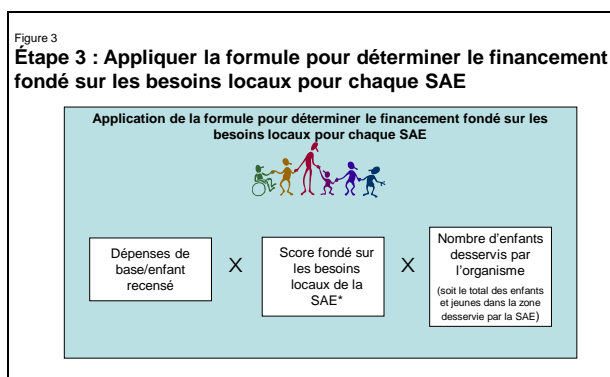 Figure 3
Étape 3 : Appliquer la formule pour déterminer le financement
fondé sur les besoins locaux pour chaque SAE
Application de la formule pour déterminer le financement fondé sur les
besoins locaux pour chaque SAE
Dépenses de
base/enfant
recensé
X
Score fondé sur
les besoins
locaux de la
SAE*
X
Nombre d’enfants
desservis par
l’organisme
(soit le total des enfants
et jeunes dans la zone
desservie par la SAE)